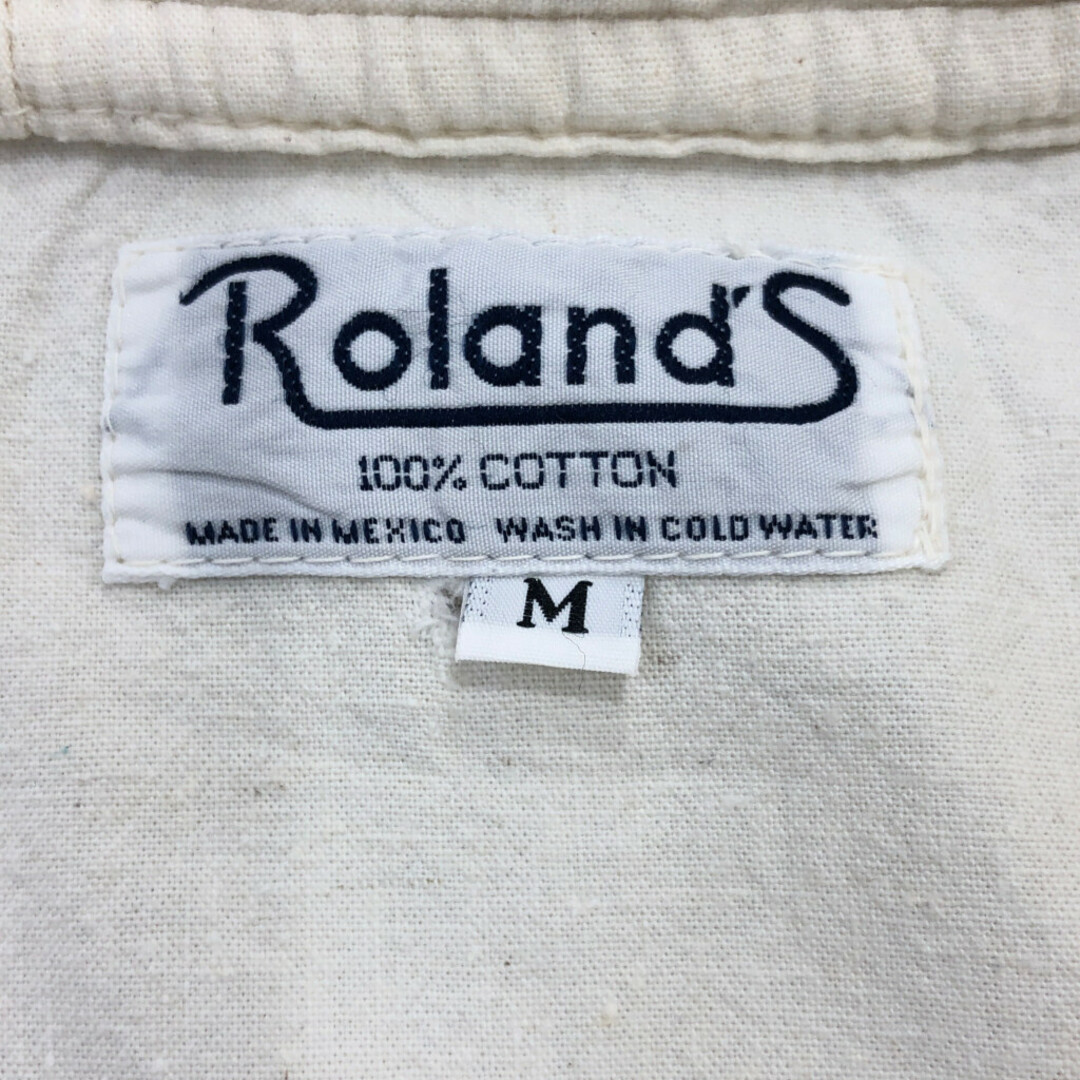 Roland'S
100% COTTON
MADE IN MEXICO WASH IN COLD WATER
M